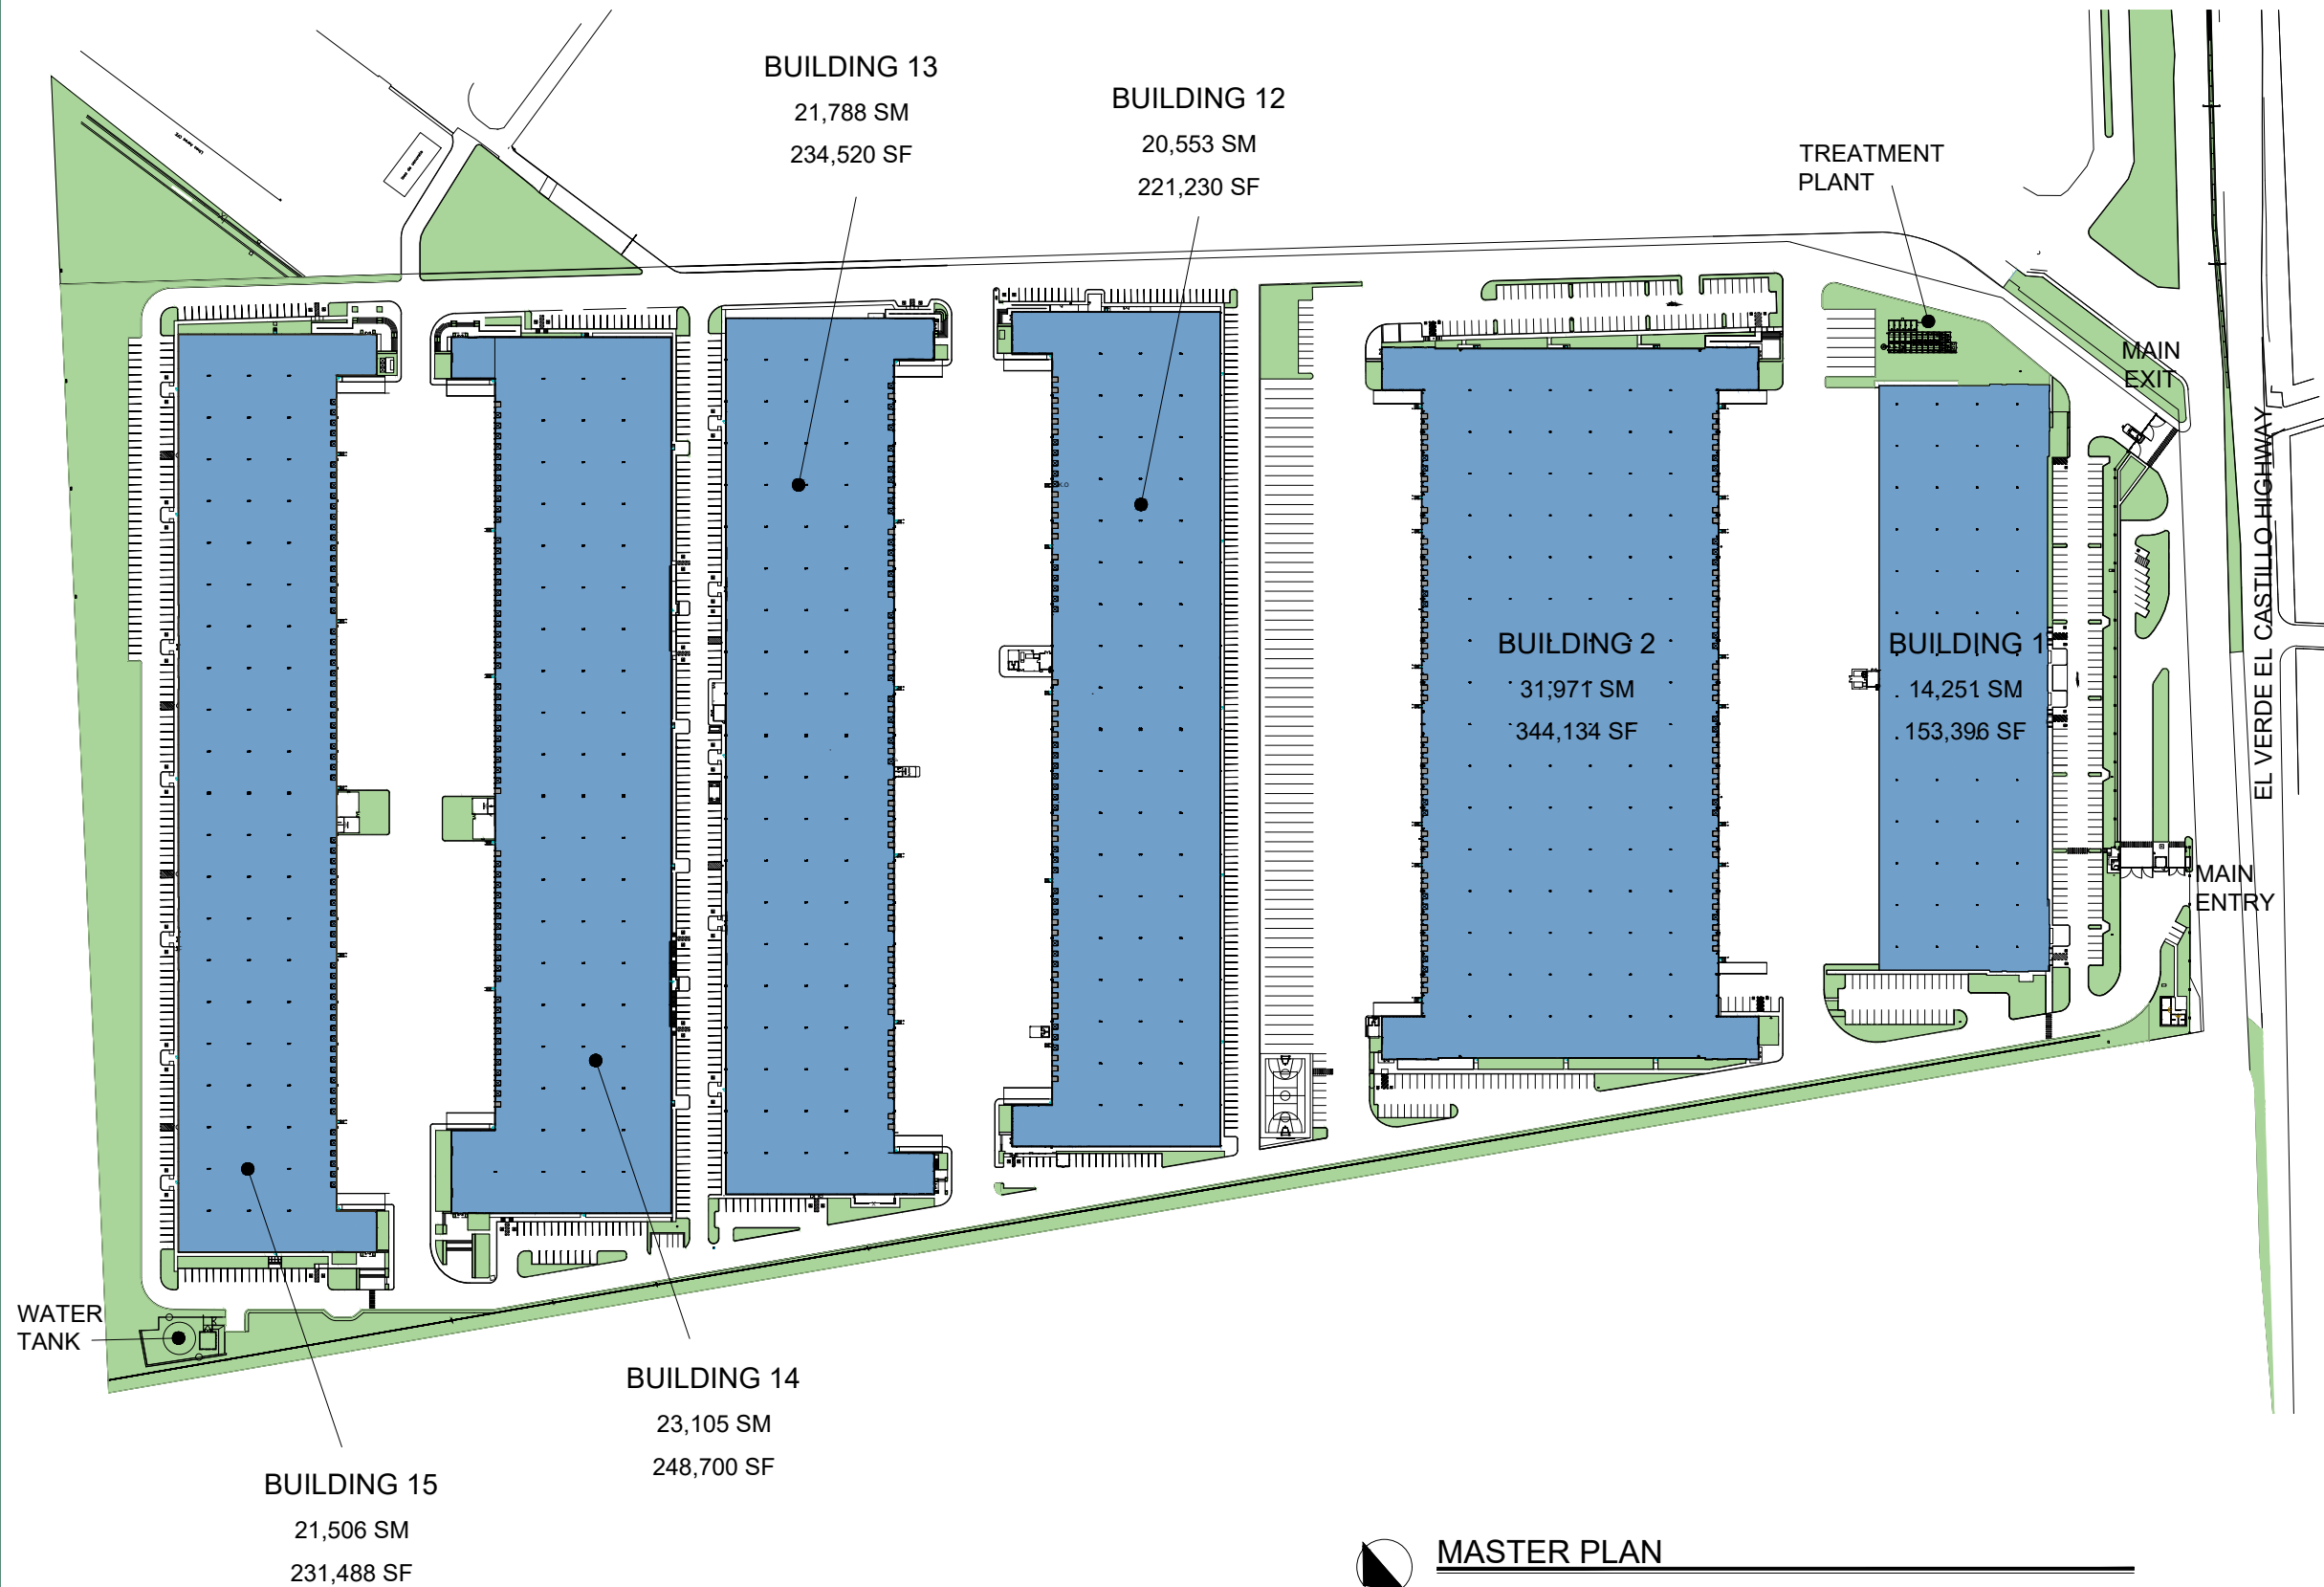 BUILDING 13
21,788 SM
234,520 SF
BUILDING 12
20,553 SM
221,230 SF
TREATMENT
PLANT
MAIN
EXIT
EL VERDE EL CASTILLO HIGHWAY
BUILDING 2
31,971 SM
344,134 SF
BUILDING 1
14,251 SM
153,396 SF
MAIN
ENTRY
WATER
TANK
BUILDING 14
23,105 SM
248,700 SF
BUILDING 15
21,506 SM
231,488 SF
MASTER PLAN